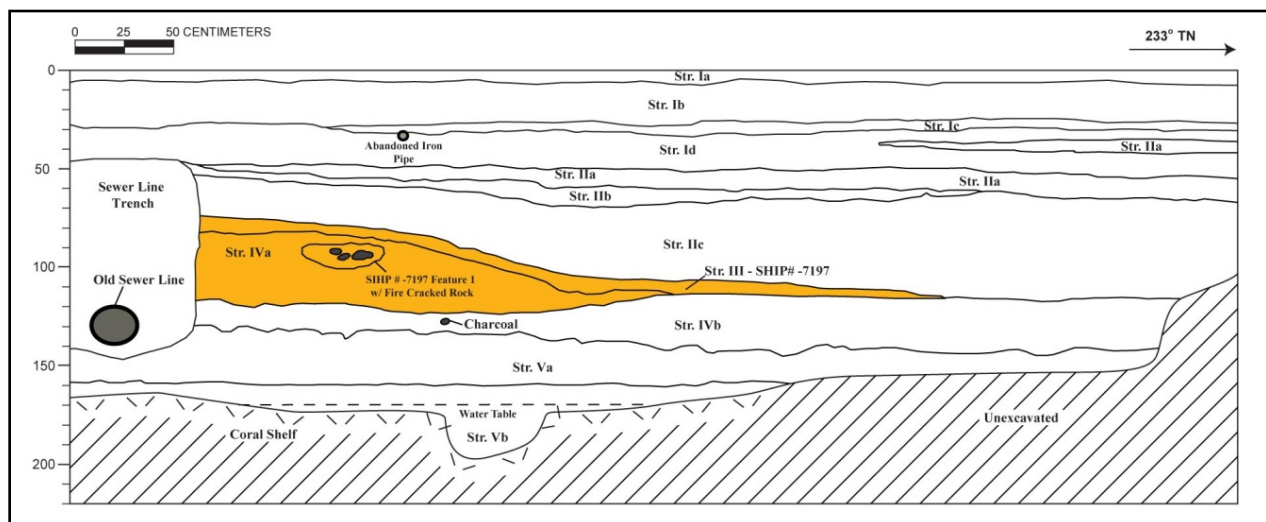 0 25 50 CENTIMETERS
233° TN
0
Str. Ia
Str. Ib
Str. Ic
Abandoned Iron
Pipe
Str. Id
Str. IIa
50
Sewer Line
Trench
Str. IIa
Str. IIa
Str. IIb
Str. IIc
Str. IVa
100
SIHP # -7197 Feature 1
w/ Fire Cracked Rock
Str. III - SHIP# -7197
Old Sewer Line
Charcoal
Str. IVb
150
Str. Va
Water Table
Unexcavated
Coral Shelf
Str. Vb
200